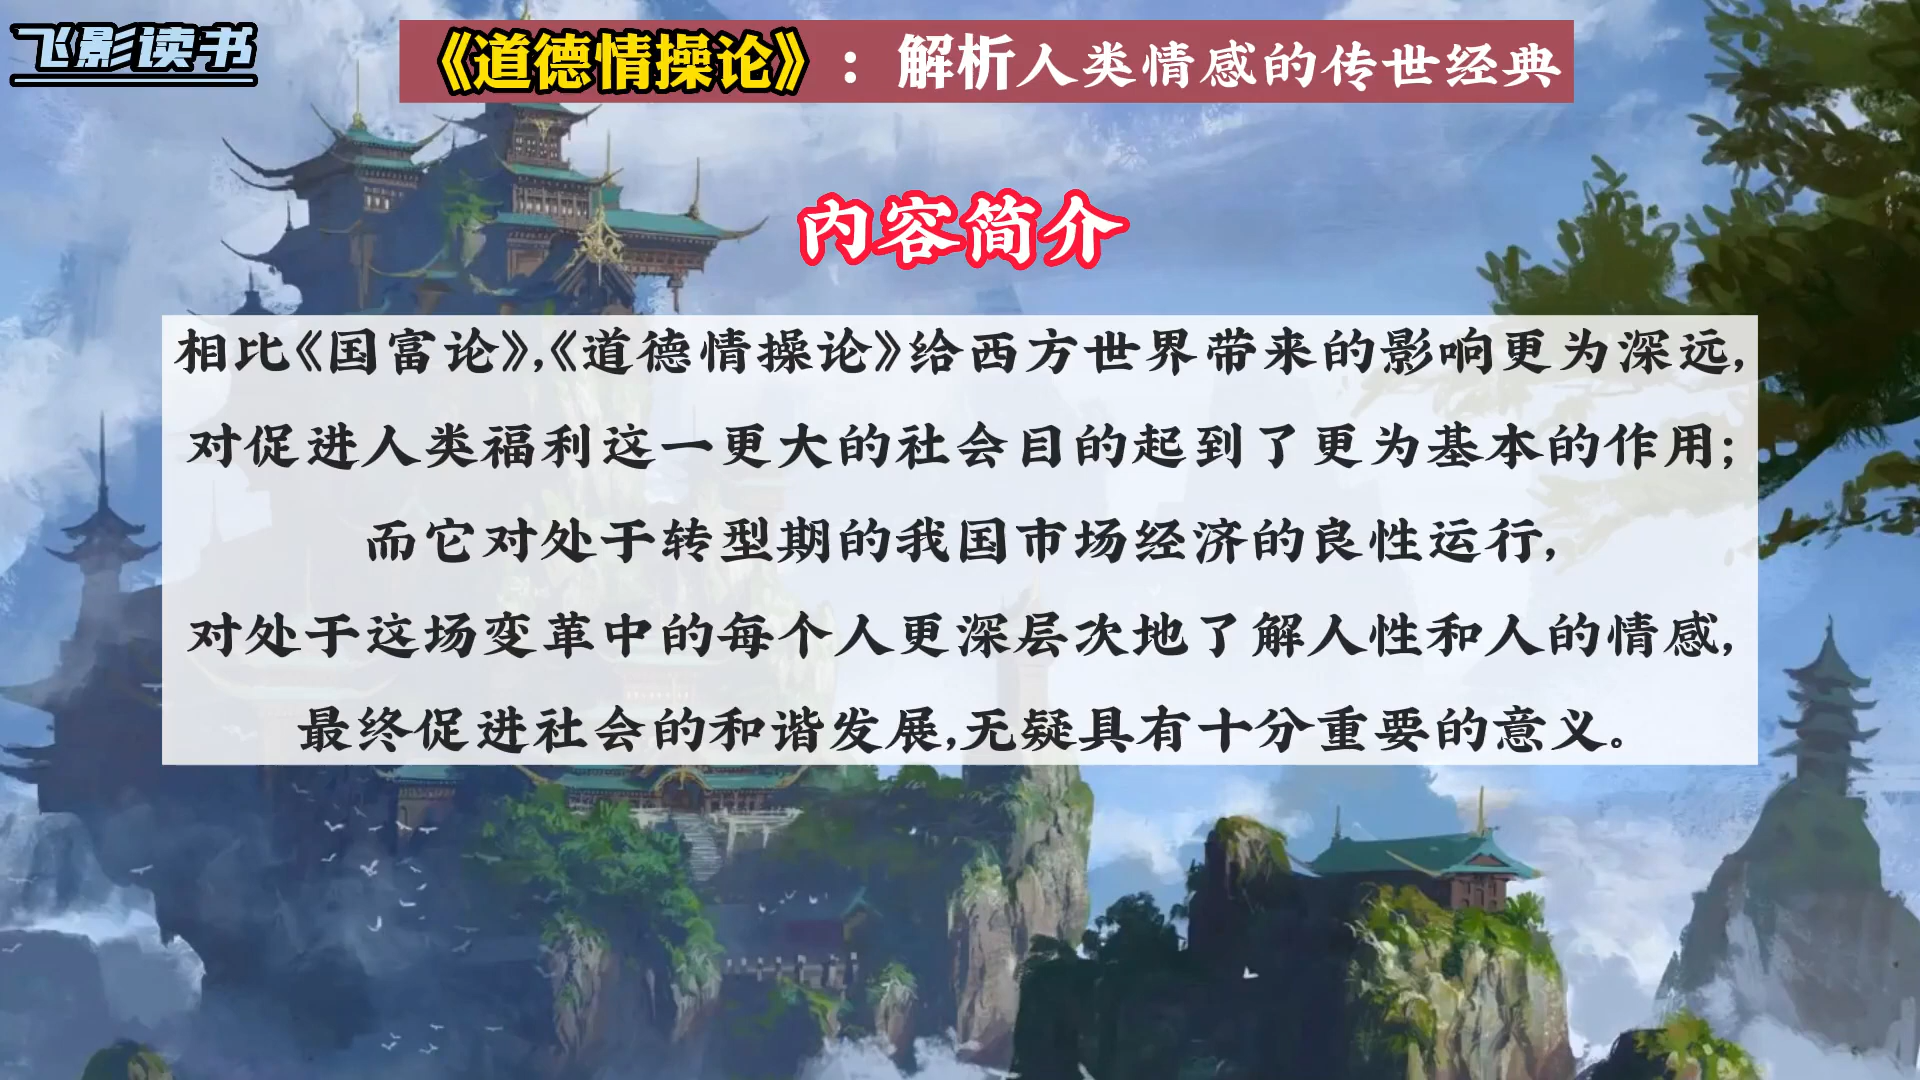 飞影读书
《道德情操论》：解析人类情感的传世经典
内容简介
相比《国富论》,《道德情操论》给西方世界带来的影响更为深远,
对促进人类福利这一更大的社会目的起到了更为基本的作用;
而它对处于转型期的我国市场经济的良性运行,
对处于这场变革中的每个人更深层次地了解人性和人的情感,
最终促进社会的和谐发展,无疑具有十分重要的意义。